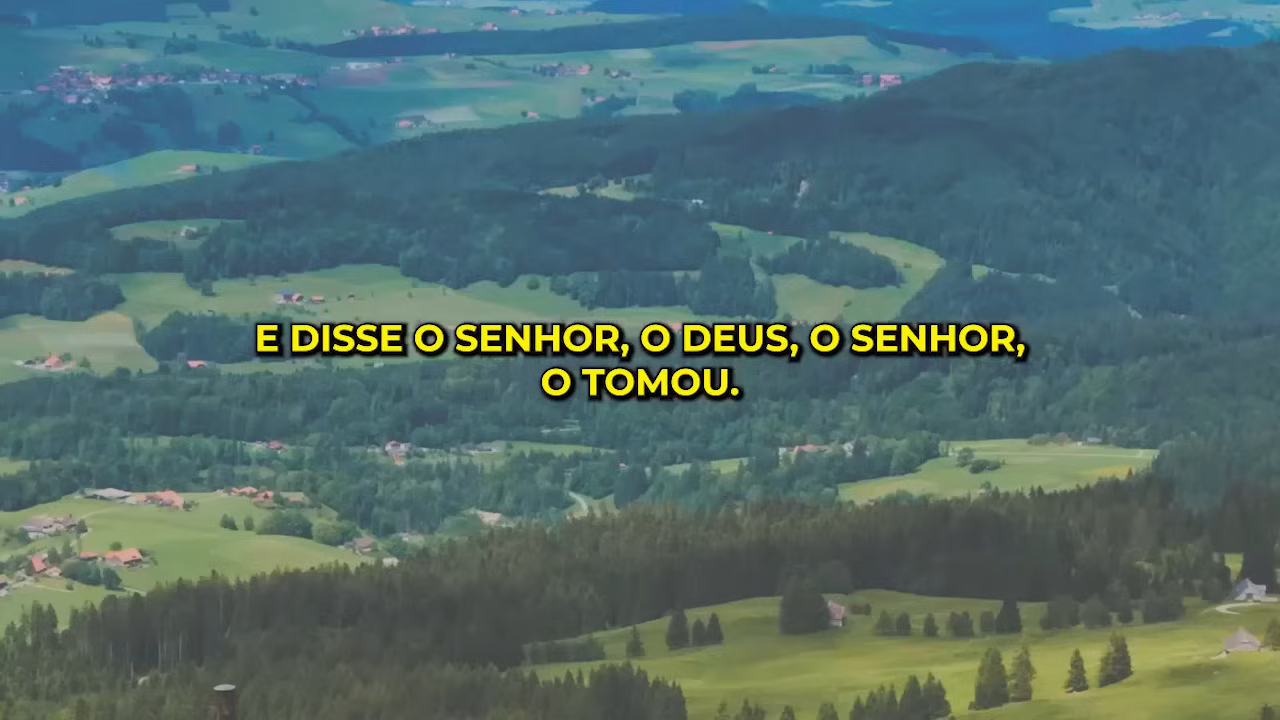 E DISSE O SENHOR, O DEUS, O SENHOR,
O TOMOU.